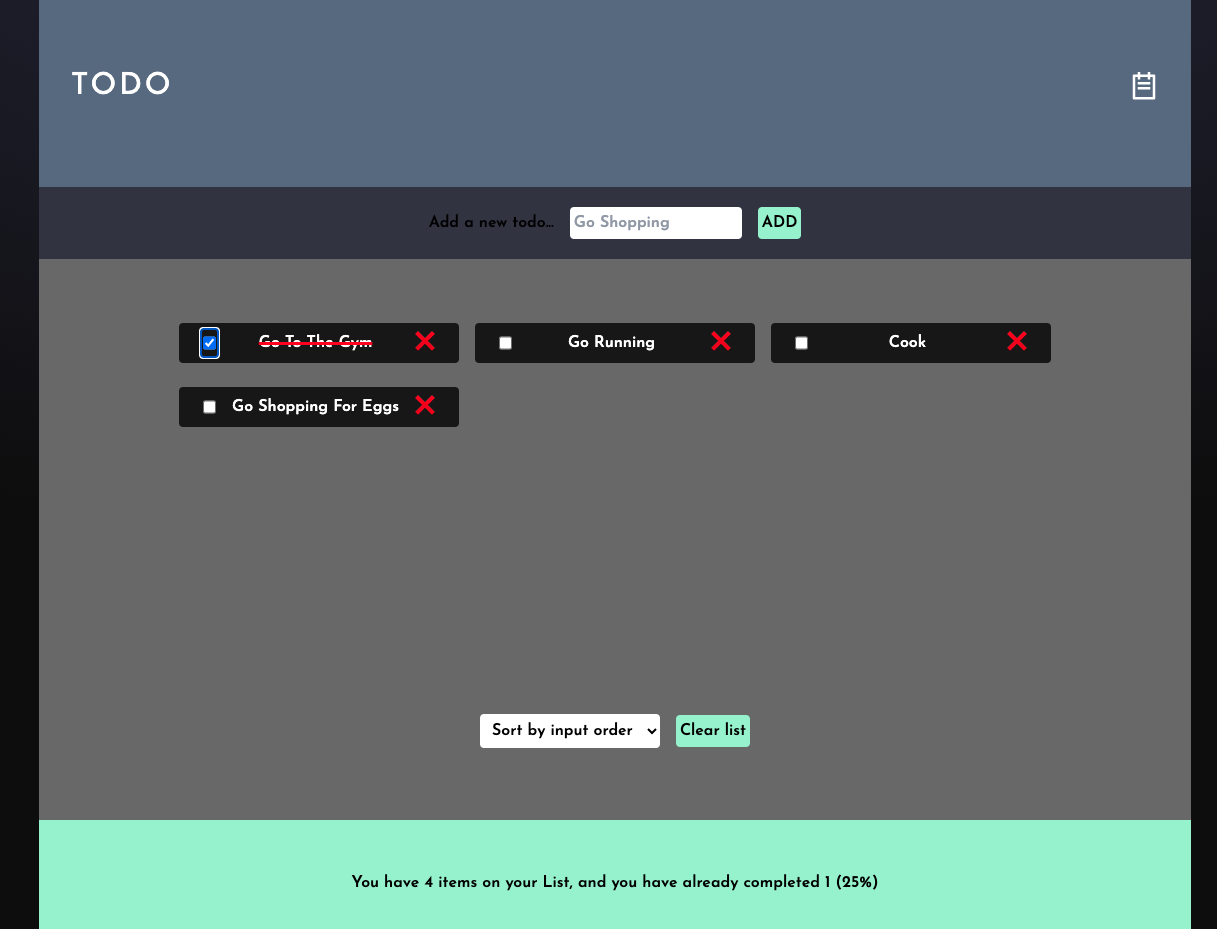 TODO
Add a new todo... Go Shopping ADD
Go To The Gym ❌ Go Running ❌ Cook ❌
Go Shopping For Eggs ❌
Sort by input order Clear list
You have 4 items on your List, and you have already completed 1 (25%)